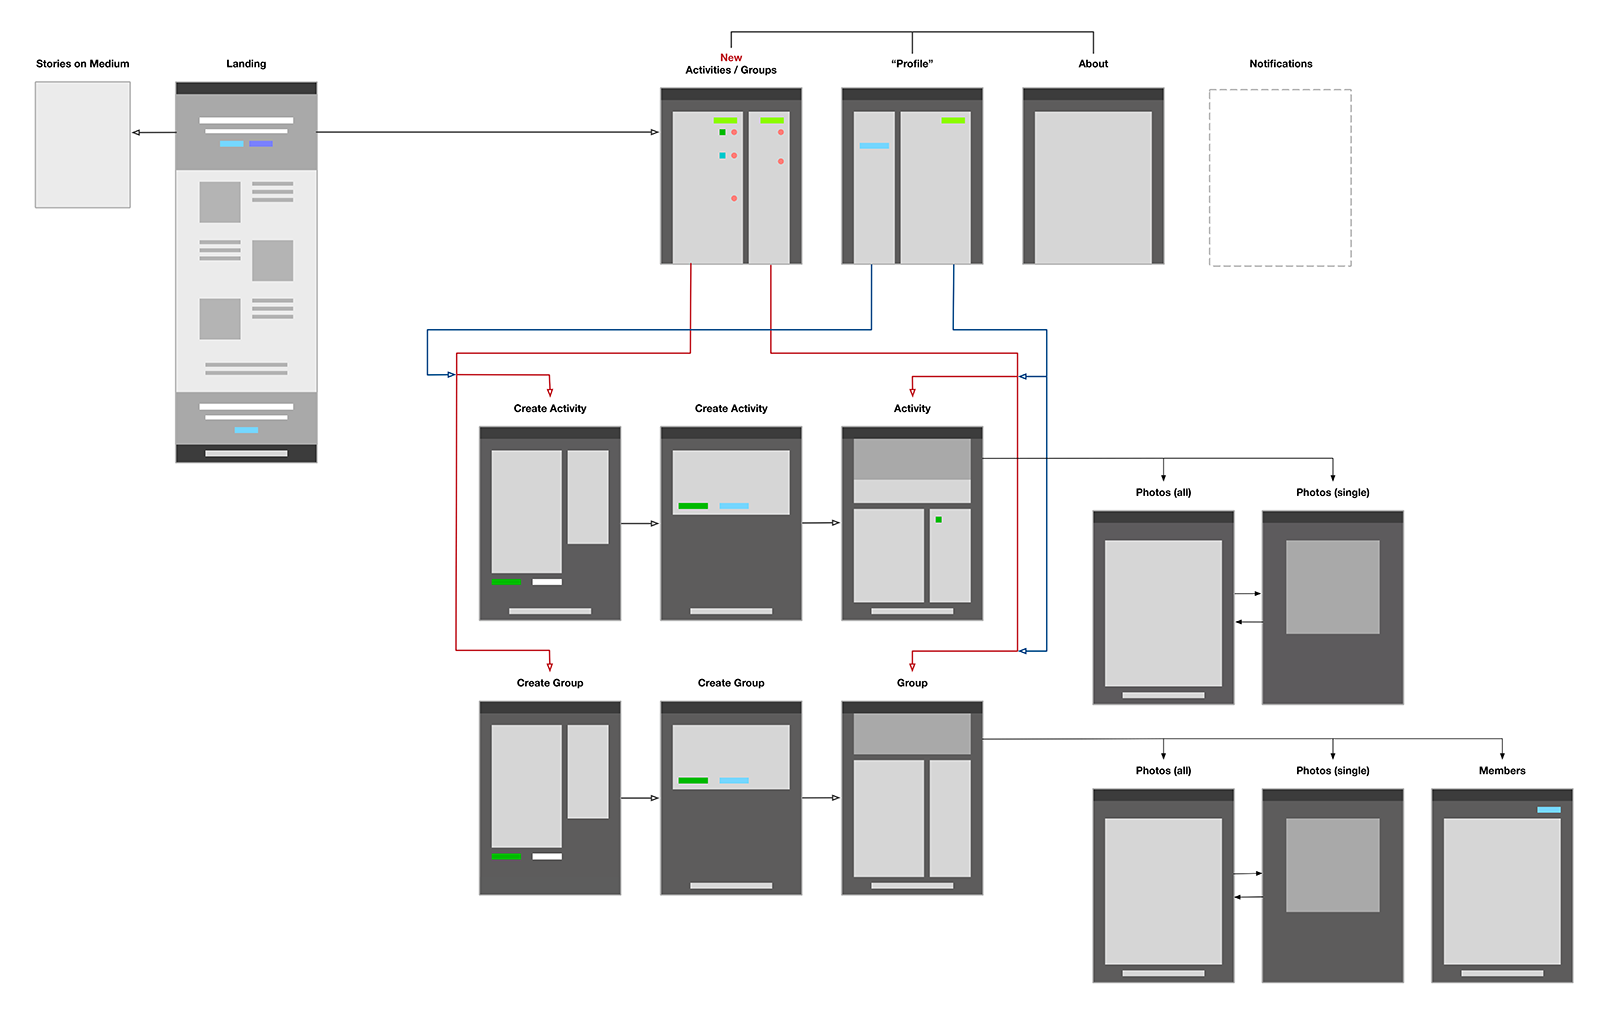 Stories on Medium
Landing
New
Activities / Groups
“Profile”
About
Notifications
Create Activity
Create Activity
Activity
Photos (all)
Photos (single)
Create Group
Create Group
Group
Photos (all)
Photos (single)
Members